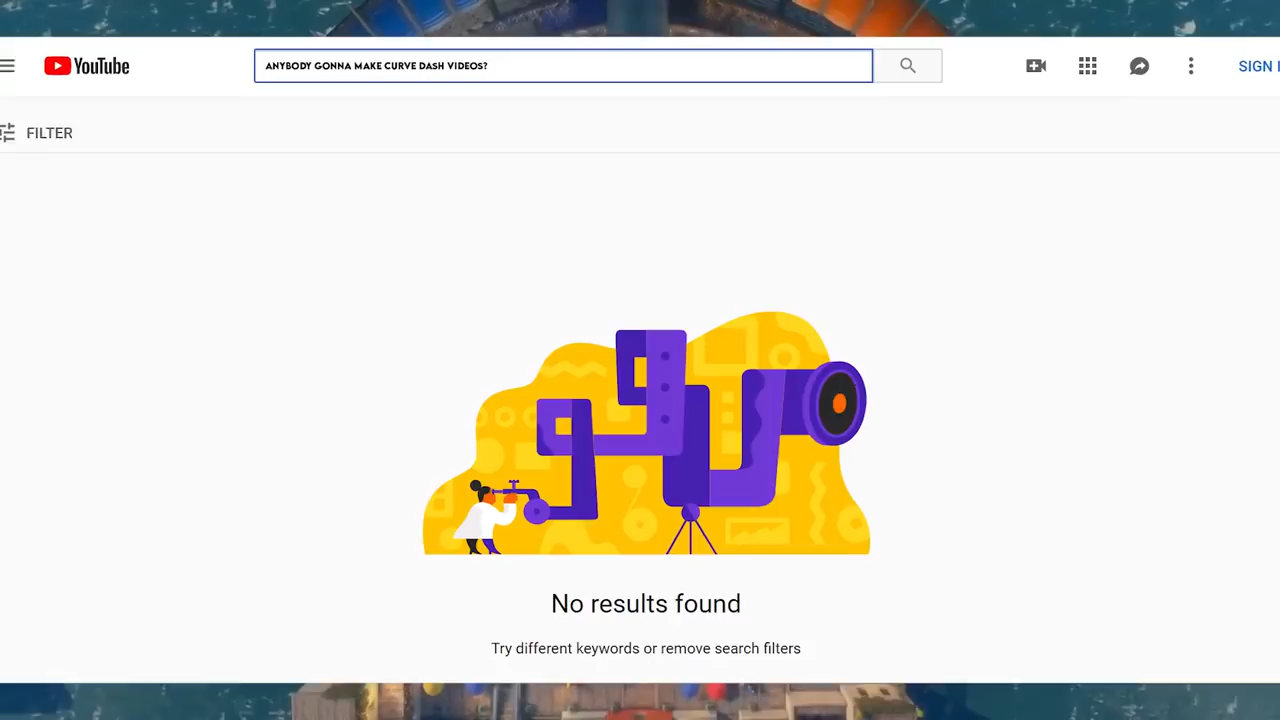 YouTube
ANYBODY GONNA MAKE CURVE DASH VIDEOS?
SIGN
FILTER
No results found
Try different keywords or remove search filters